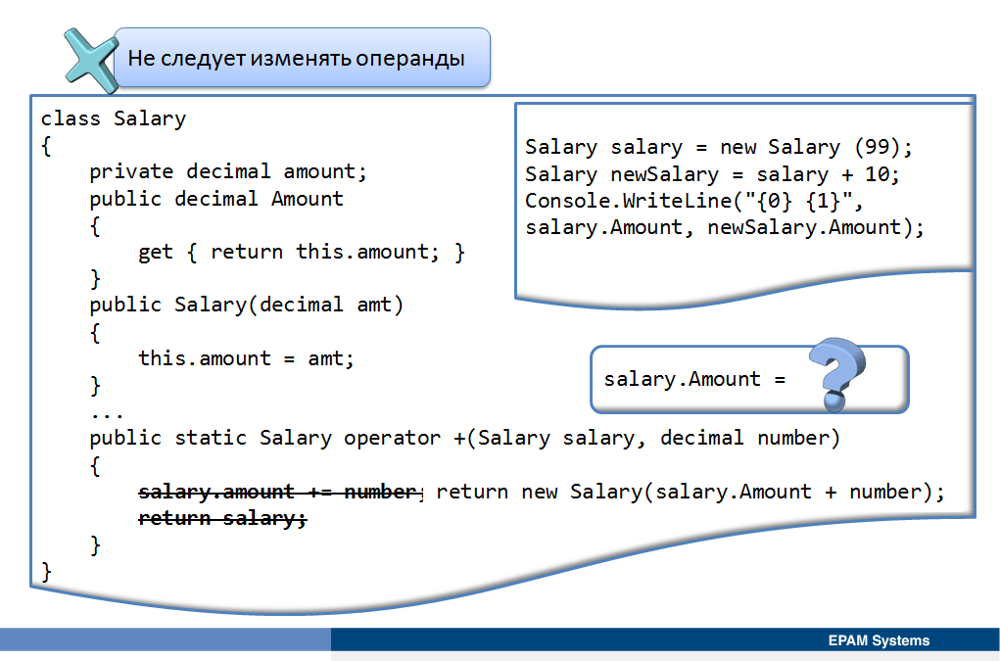 Не следует изменять операнды
class Salary
{
private decimal amount;
public decimal Amount
{
get { return this.amount; }
}
public Salary(decimal amt)
{
this.amount = amt;
}
...
public static Salary operator +(Salary salary, decimal number)
{
salary.amount += number; return new Salary(salary.Amount + number);
return salary;
}
}
Salary salary = new Salary (99);
Salary newSalary = salary + 10;
Console.WriteLine("{0} {1}",
salary.Amount, newSalary.Amount);
salary.Amount = ?
EPAM Systems